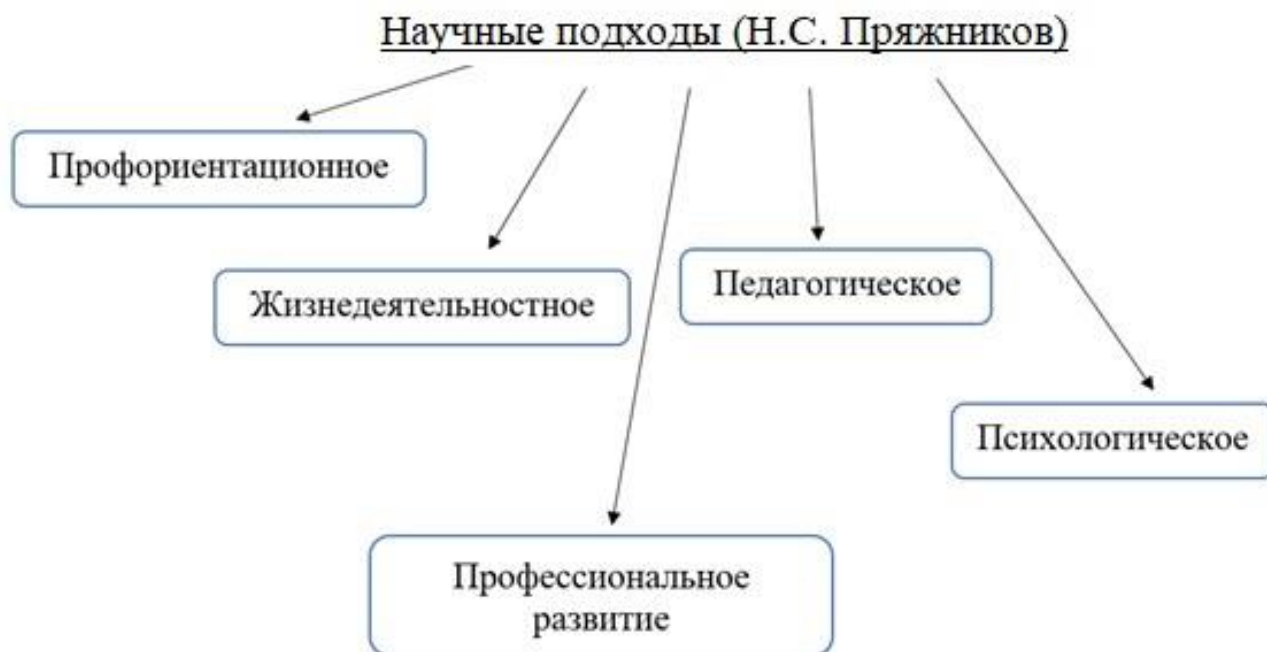 Научные подходы (Н.С. Пряжников)
Профориентационное
Жизнедеятельностное
Педагогическое
Психологическое
Профессиональное
развитие